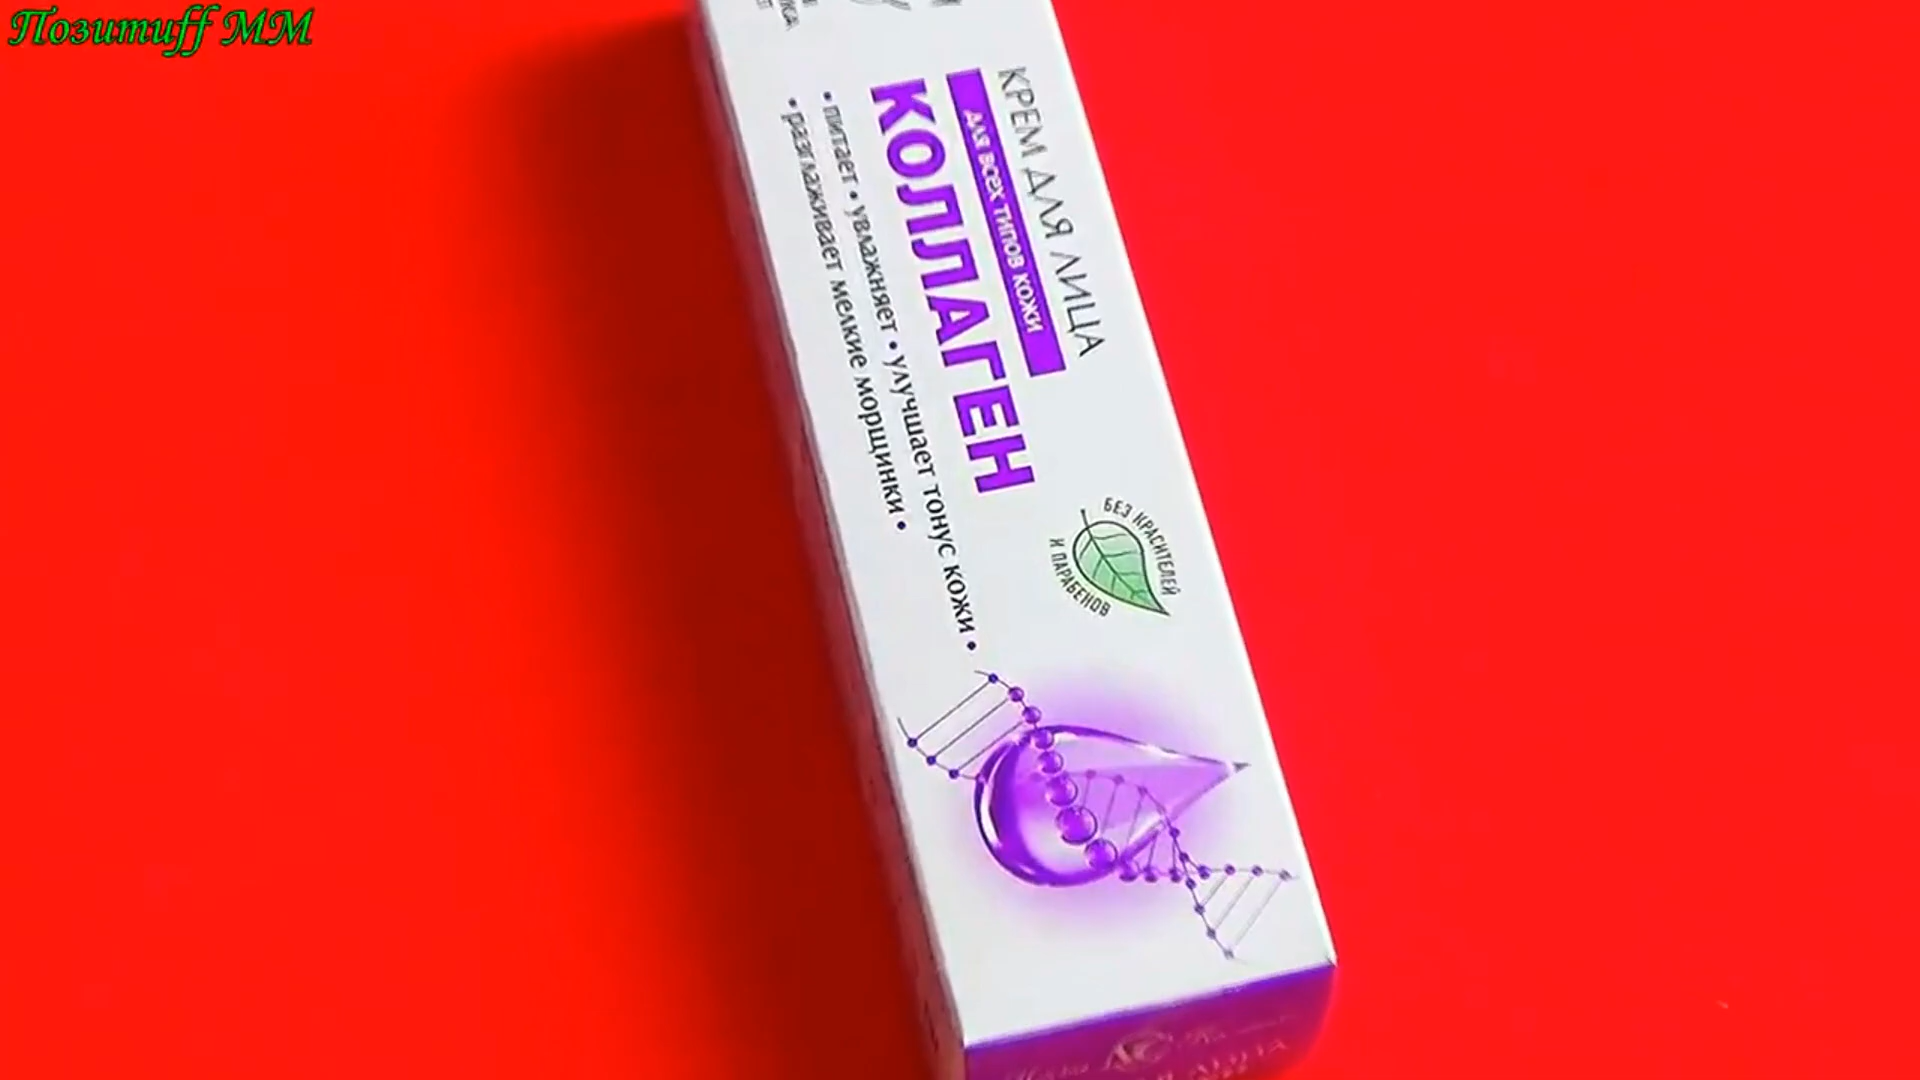 Позитиff ММ
КРЕМ ДЛЯ ЛИЦА
ДЛЯ ВСЕХ ТИПОВ КОЖИ
КОЛЛАГЕН
• питает • увлажняет • улучшает тонус кожи •
• разглаживает мелкие морщинки •
БЕЗ КРАСИТЕЛЕЙ
И ПАРАБЕНОВ